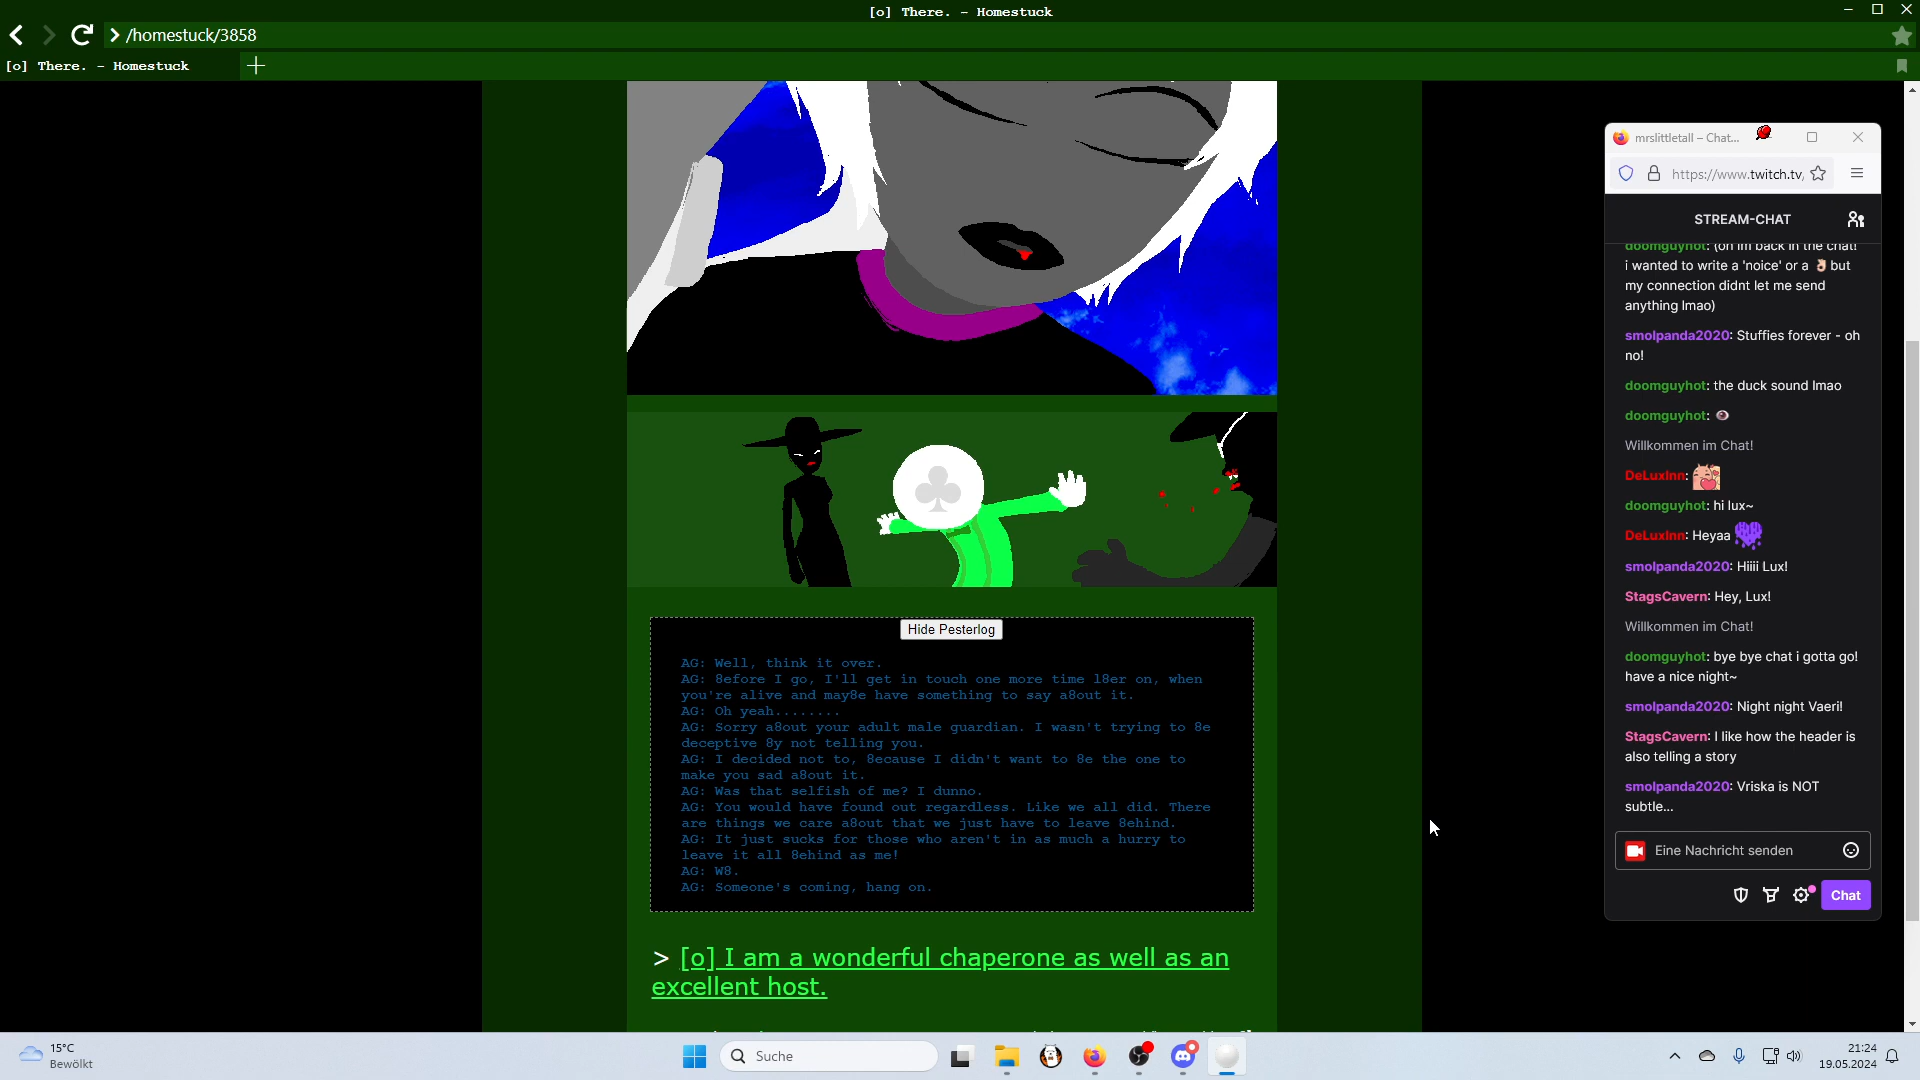 [o] There. - Homestuck
/homestuck/3858
[o] There. - Homestuck
mrslittletall – Chat...
https://www.twitch.tv,
STREAM-CHAT
doomguyhot: (oh im back in the chat!
i wanted to write a 'noice' or a 👌 but
my connection didnt let me send
anything lmao)
smolpanda2020: Stuffies forever - oh
no!
doomguyhot: the duck sound lmao
doomguyhot: 👁
Willkommen im Chat!
DeLuxInn:
doomguyhot: hi lux~
DeLuxInn: Heyaa
smolpanda2020: Hiiii Lux!
StagsCavern: Hey, Lux!
Willkommen im Chat!
doomguyhot: bye bye chat i gotta go!
have a nice night~
smolpanda2020: Night night Vaeri!
StagsCavern: I like how the header is
also telling a story
smolpanda2020: Vriska is NOT
subtle...
Eine Nachricht senden
Chat
Hide Pesterlog
AG: Well, think it over.
AG: 8efore I go, I'll get in touch one more time l8er on, when
you're alive and may8e have something to say a8out it.
AG: Oh yeah........
AG: Sorry a8out your adult male guardian. I wasn't trying to 8e
deceptive 8y not telling you.
AG: I decided not to, 8ecause I didn't want to 8e the one to
make you sad a8out it.
AG: Was that selfish of me? I dunno.
AG: You would have found out regardless. Like we all did. There
are things we care a8out that we just have to leave 8ehind.
AG: It just sucks for those who aren't in as much a hurry to
leave it all 8ehind as me!
AG: W8.
AG: Someone's coming, hang on.
> [o] I am a wonderful chaperone as well as an
excellent host.
15°C
Bewölkt
Suche
21:24
19.05.2024